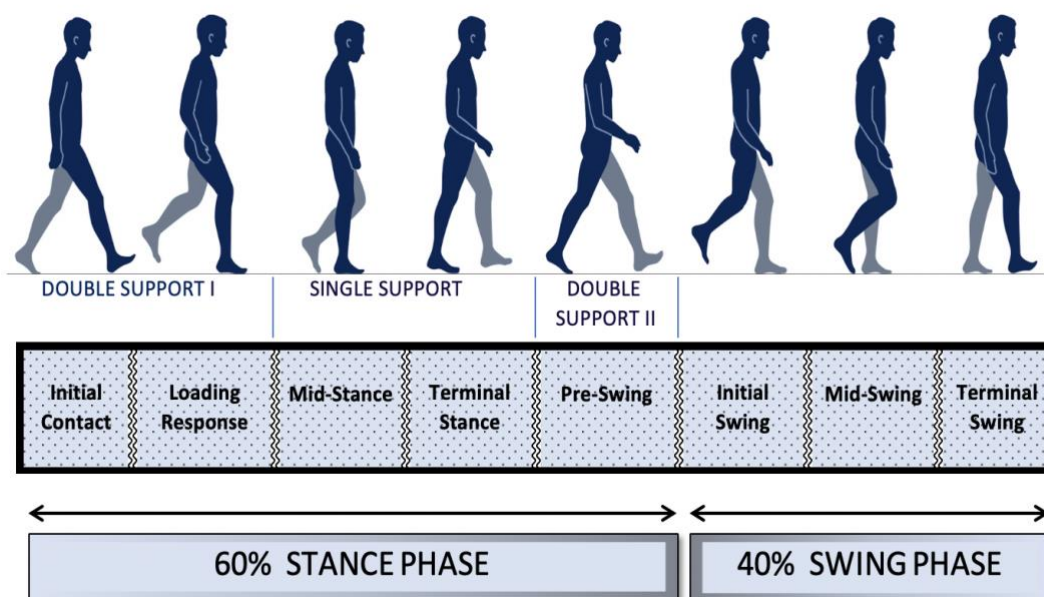 DOUBLE SUPPORT I
SINGLE SUPPORT
DOUBLE
SUPPORT II
Initial
Contact
Loading
Response
Mid-Stance
Terminal
Stance
Pre-Swing
Initial
Swing
Mid-Swing
Terminal
Swing
60% STANCE PHASE
40% SWING PHASE